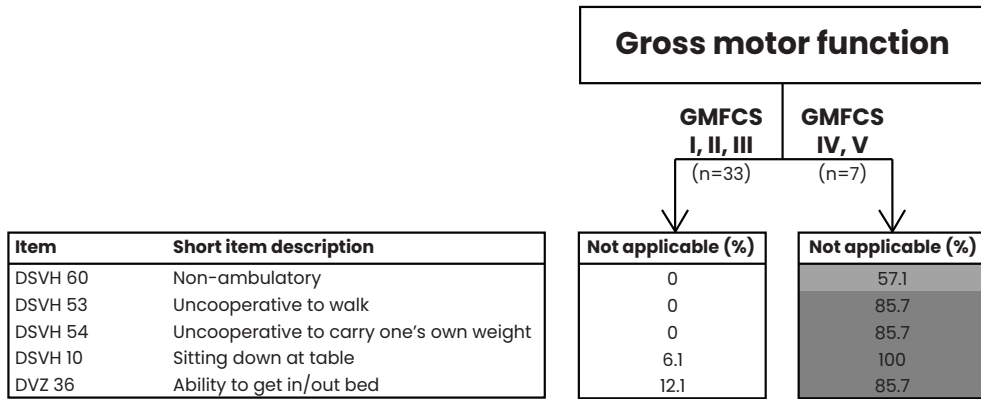 Gross motor function
GMFCS
I, II, III
(n=33)
GMFCS
IV, V
(n=7)
Item Short item description Not applicable (%) Not applicable (%)
DSVH 60 Non-ambulatory 0 57.1
DSVH 53 Uncooperative to walk 0 85.7
DSVH 54 Uncooperative to carry one's own weight 0 85.7
DSVH 10 Sitting down at table 6.1 100
DVZ 36 Ability to get in/out bed 12.1 85.7